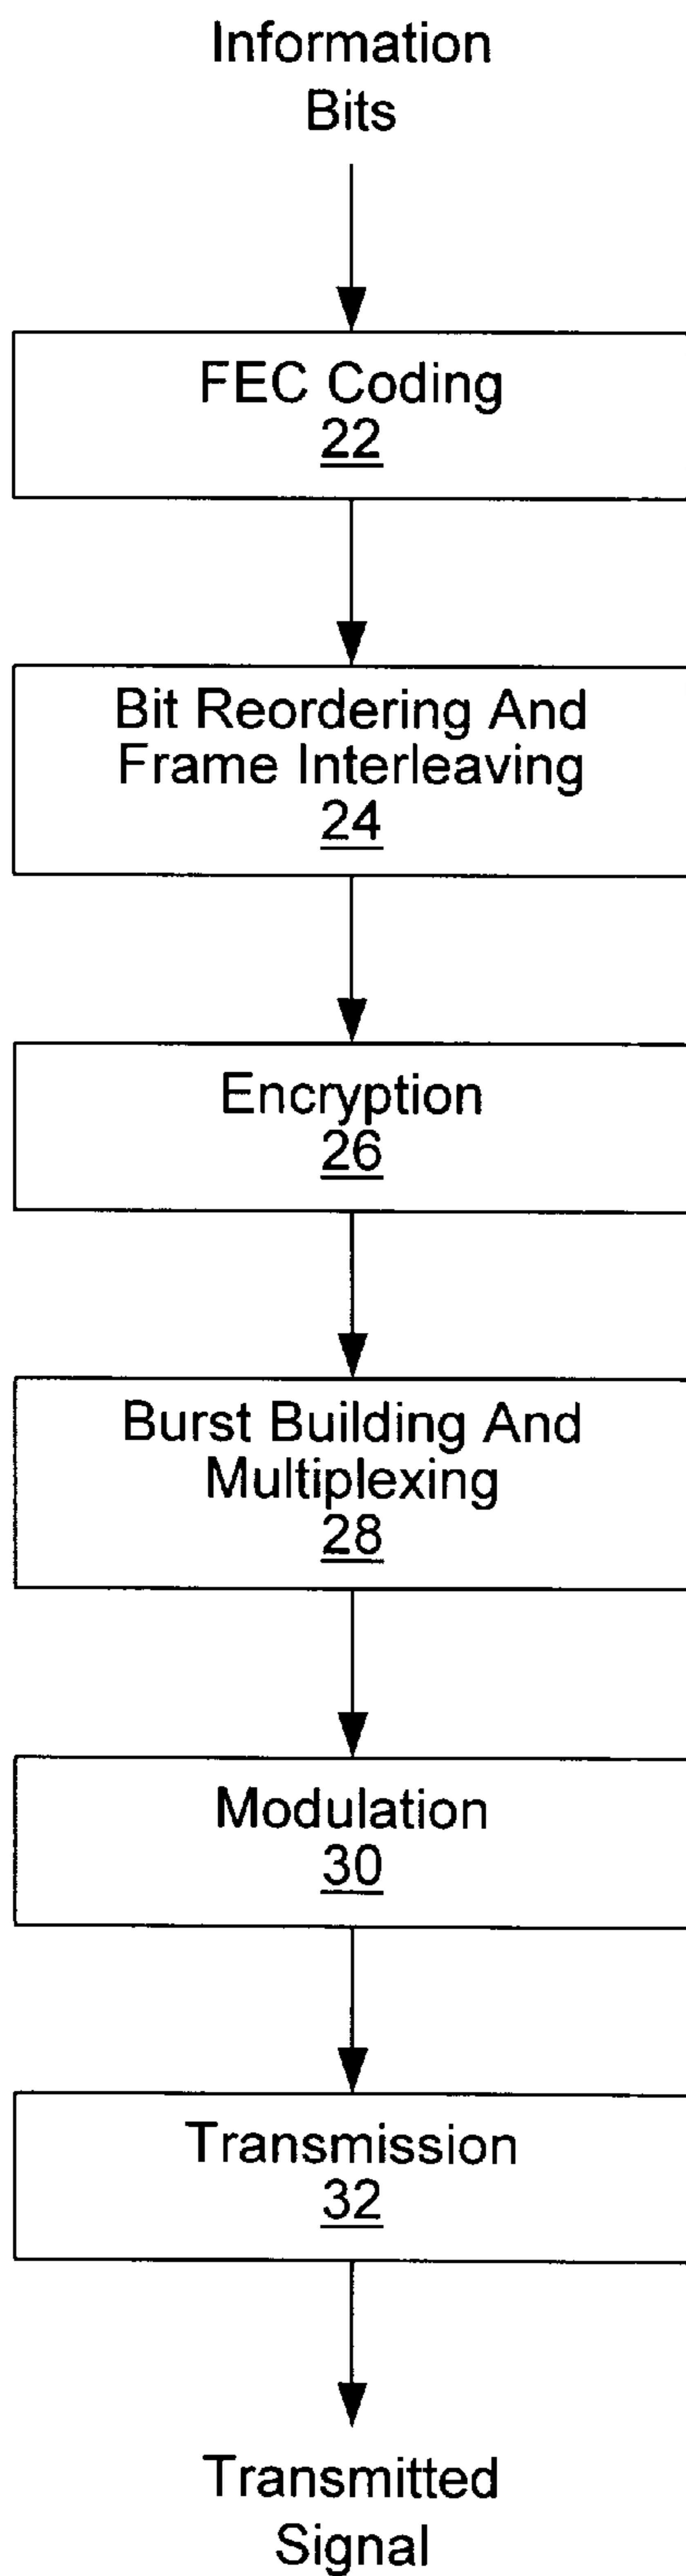 Information
Bits
FEC Coding
22
Bit Reordering And
Frame Interleaving
24
Encryption
26
Burst Building And
Multiplexing
28
Modulation
30
Transmission
32
Transmitted
Signal